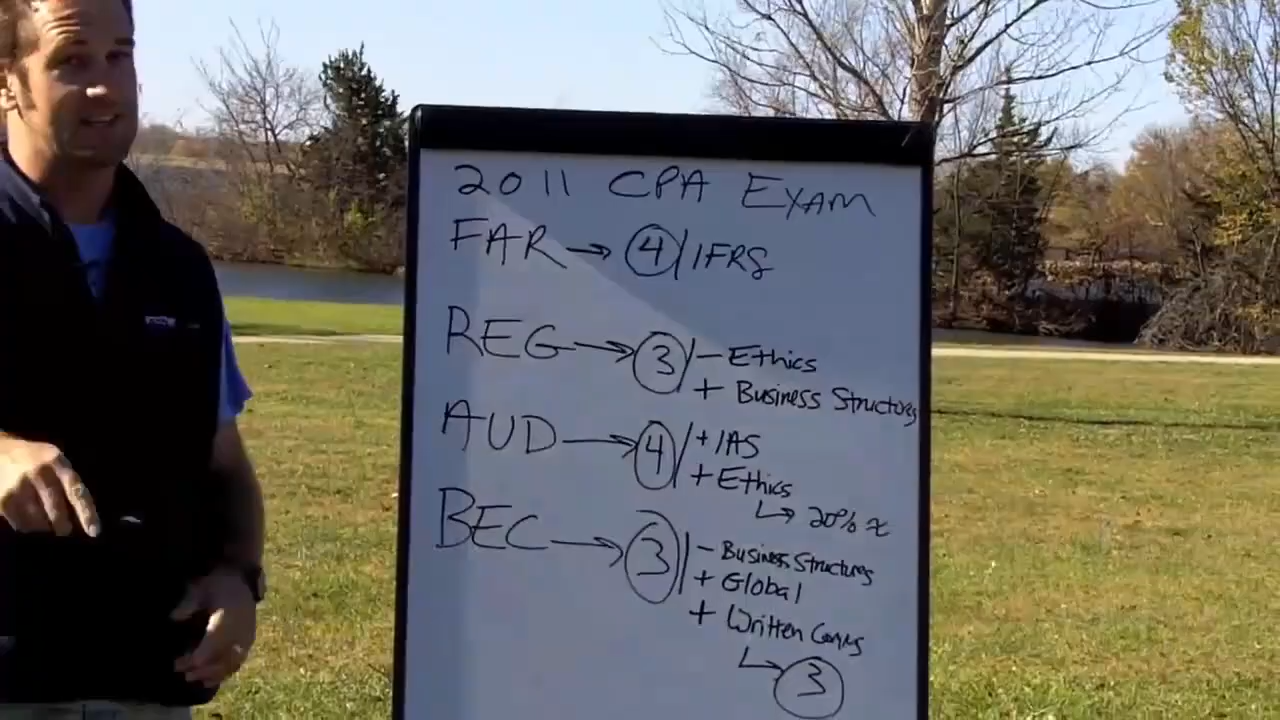 2011 CPA EXAM
FAR → 4 / IFRS
REG → 3 / - Ethics
+ Business Structures
AUD → 4 / + IAS
+ Ethics
↳ 20% ≈
BEC → 3 / - Business Structures
+ Global
+ Written Comms
↳ 3